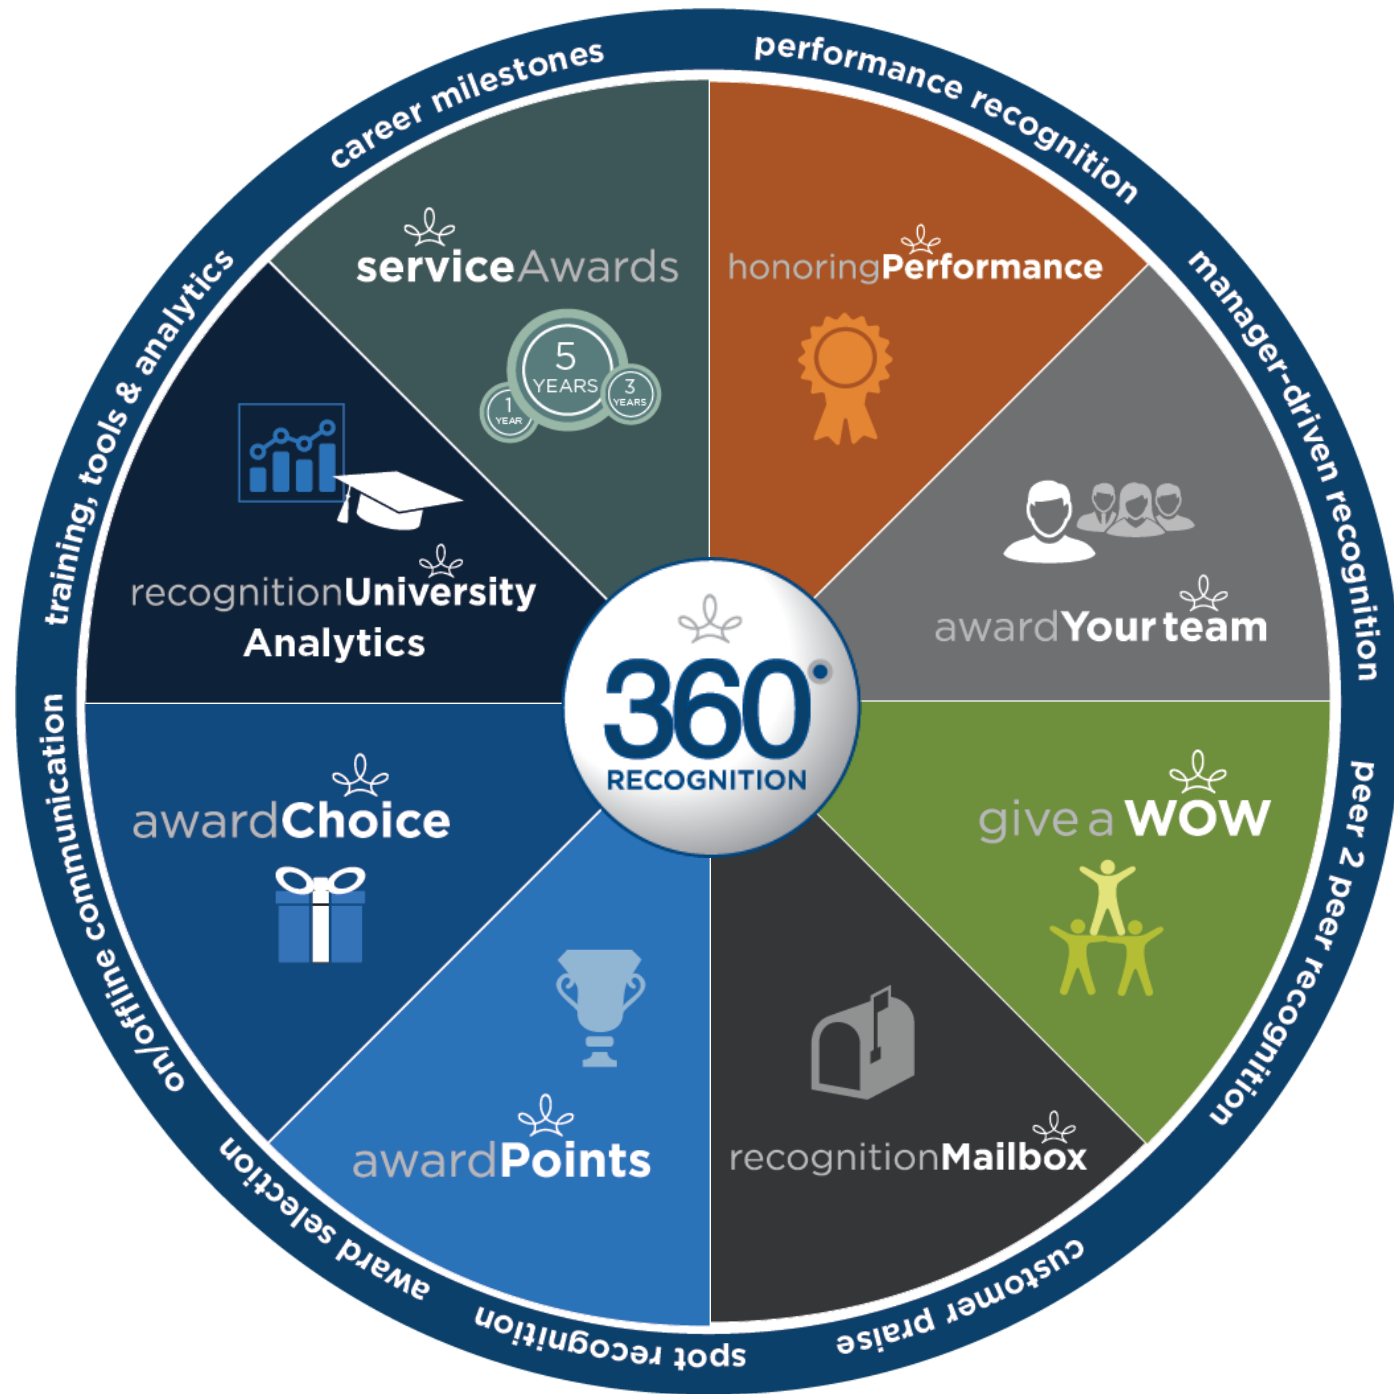 career milestones
performance recognition
manager-driven recognition
peer 2 peer recognition
customer praise
spot recognition
award selection
on/offline communication
training, tools & analytics
serviceAwards
5
YEARS
1
YEAR
3
YEARS
honoringPerformance
awardYourteam
give a WOW
recognitionMailbox
awardPoints
awardChoice
recognitionUniversity
Analytics
360°
RECOGNITION